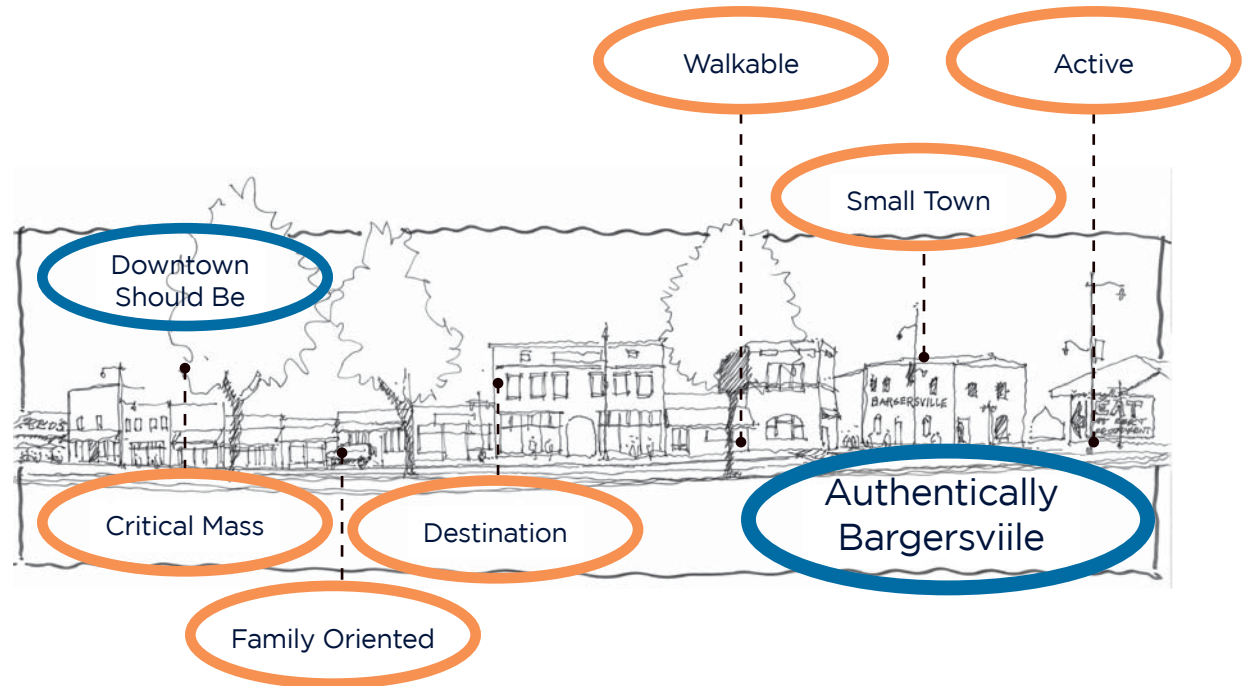 Walkable
Active
Small Town
Downtown
Should Be
BARGERSVILLE
EAT
Authentically
Bargersviile
Critical Mass
Destination
Family Oriented